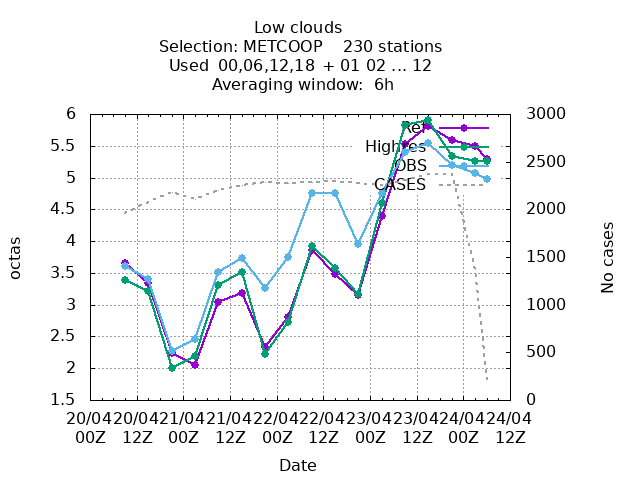 Low clouds
Selection: METCOOP 230 stations
Used 00,06,12,18 + 01 02 ... 12
Averaging window: 6h
6
5.5
5
4.5
4
3.5
3
2.5
2
1.5
octas
3000
2500
2000
1500
1000
500
0
No cases
Ref
Highres
OBS
CASES
20/04 20/04 21/04 21/04 22/04 22/04 23/04 23/04 24/04 24/04
00Z 12Z 00Z 12Z 00Z 12Z 00Z 12Z 00Z 12Z
Date